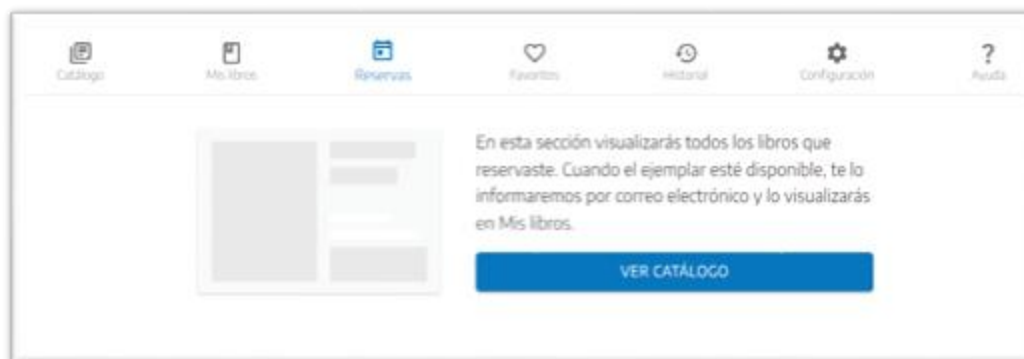 Catálogo
Mis libros
Reservas
Favoritos
Historial
Configuración
Ayuda
En esta sección visualizarás todos los libros que
reservaste. Cuando el ejemplar esté disponible, te lo
informaremos por correo electrónico y lo visualizarás
en Mis libros.
VER CATÁLOGO